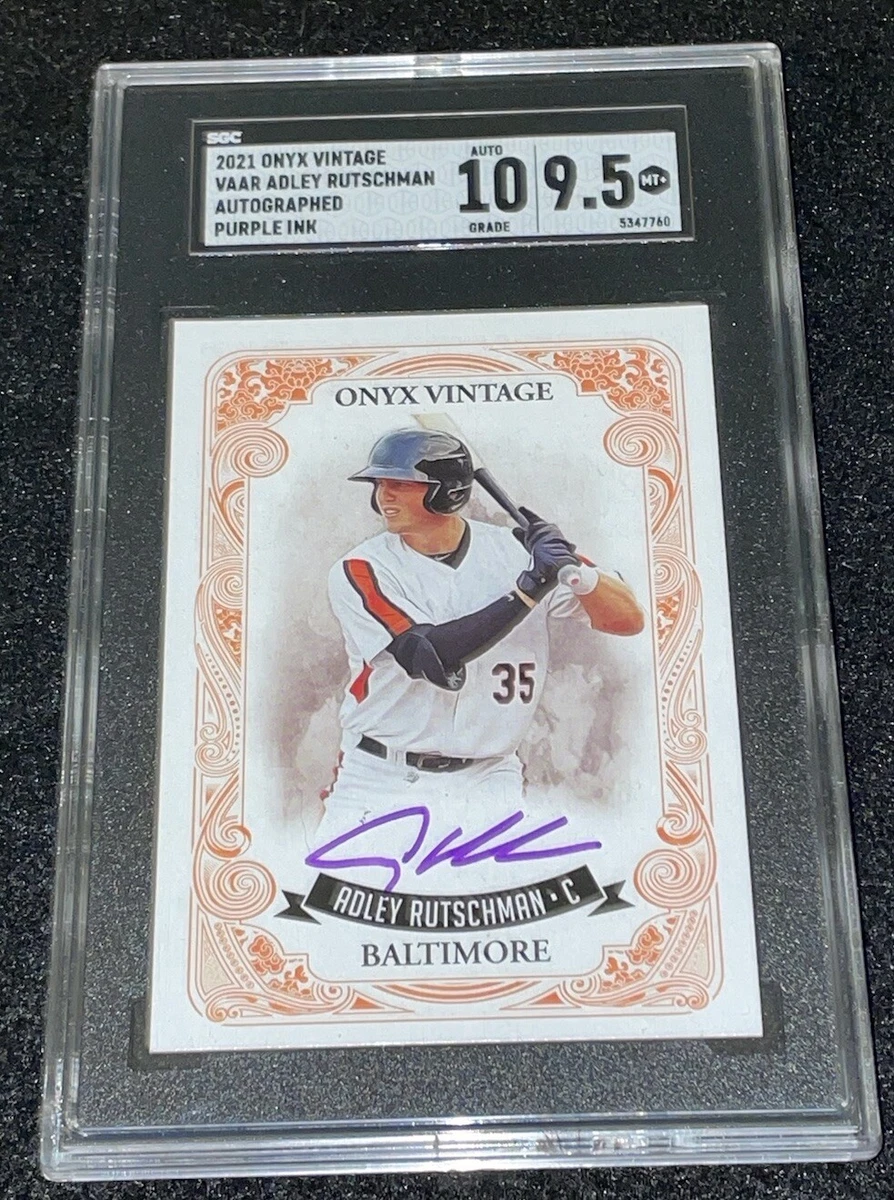 SGC
2021 ONYX VINTAGE
VAAR ADLEY RUTSCHMAN
AUTOGRAPHED
PURPLE INK
AUTO
10
GRADE
9.5
MT+
5347760
ONYX VINTAGE
35
ADLEY RUTSCHMAN • C
BALTIMORE